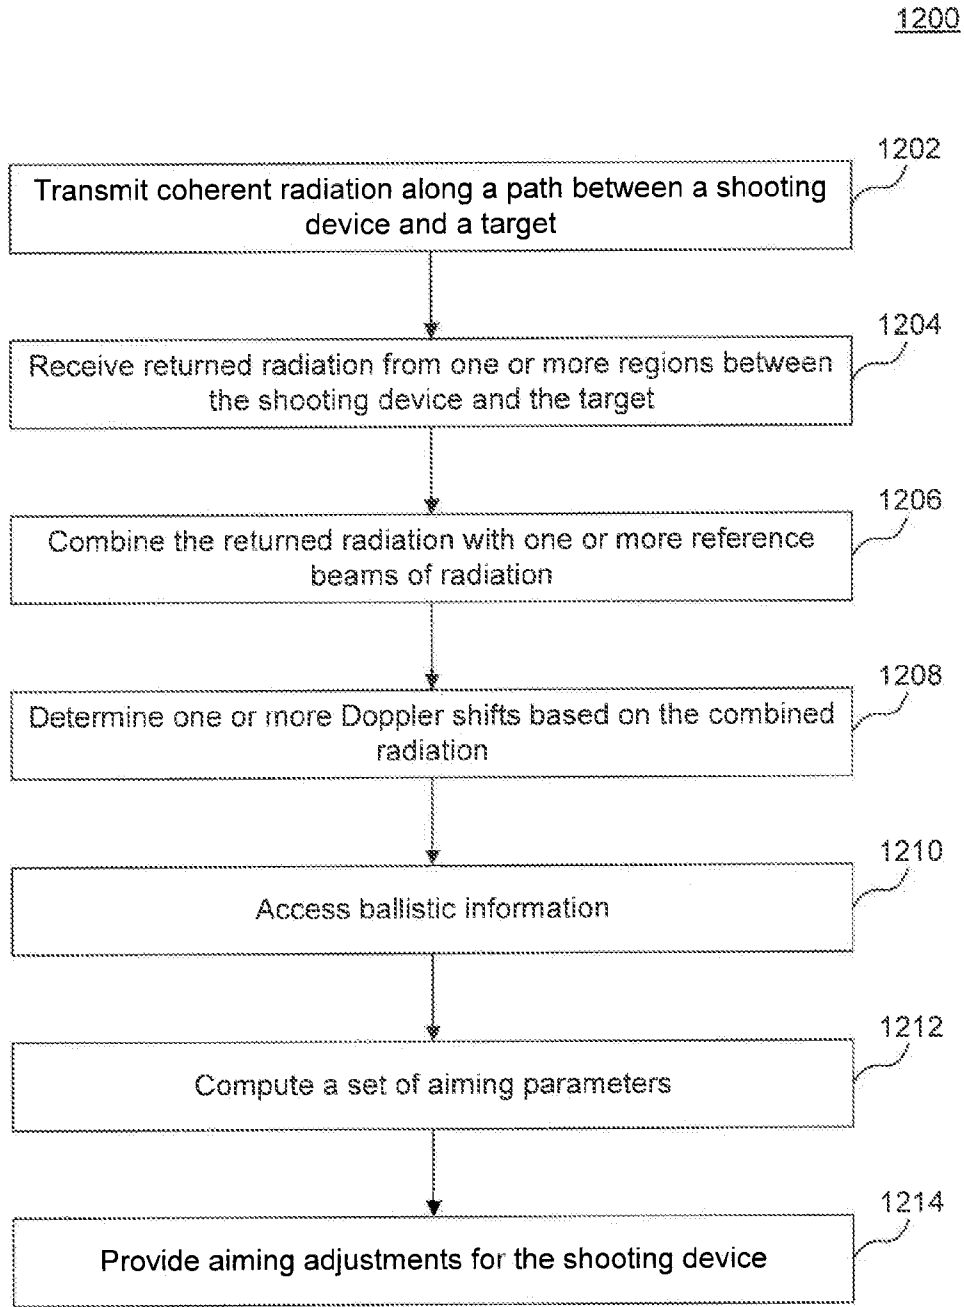 1200
1202
Transmit coherent radiation along a path between a shooting
device and a target
1204
Receive returned radiation from one or more regions between
the shooting device and the target
1206
Combine the returned radiation with one or more reference
beams of radiation
1208
Determine one or more Doppler shifts based on the combined
radiation
1210
Access ballistic information
1212
Compute a set of aiming parameters
1214
Provide aiming adjustments for the shooting device